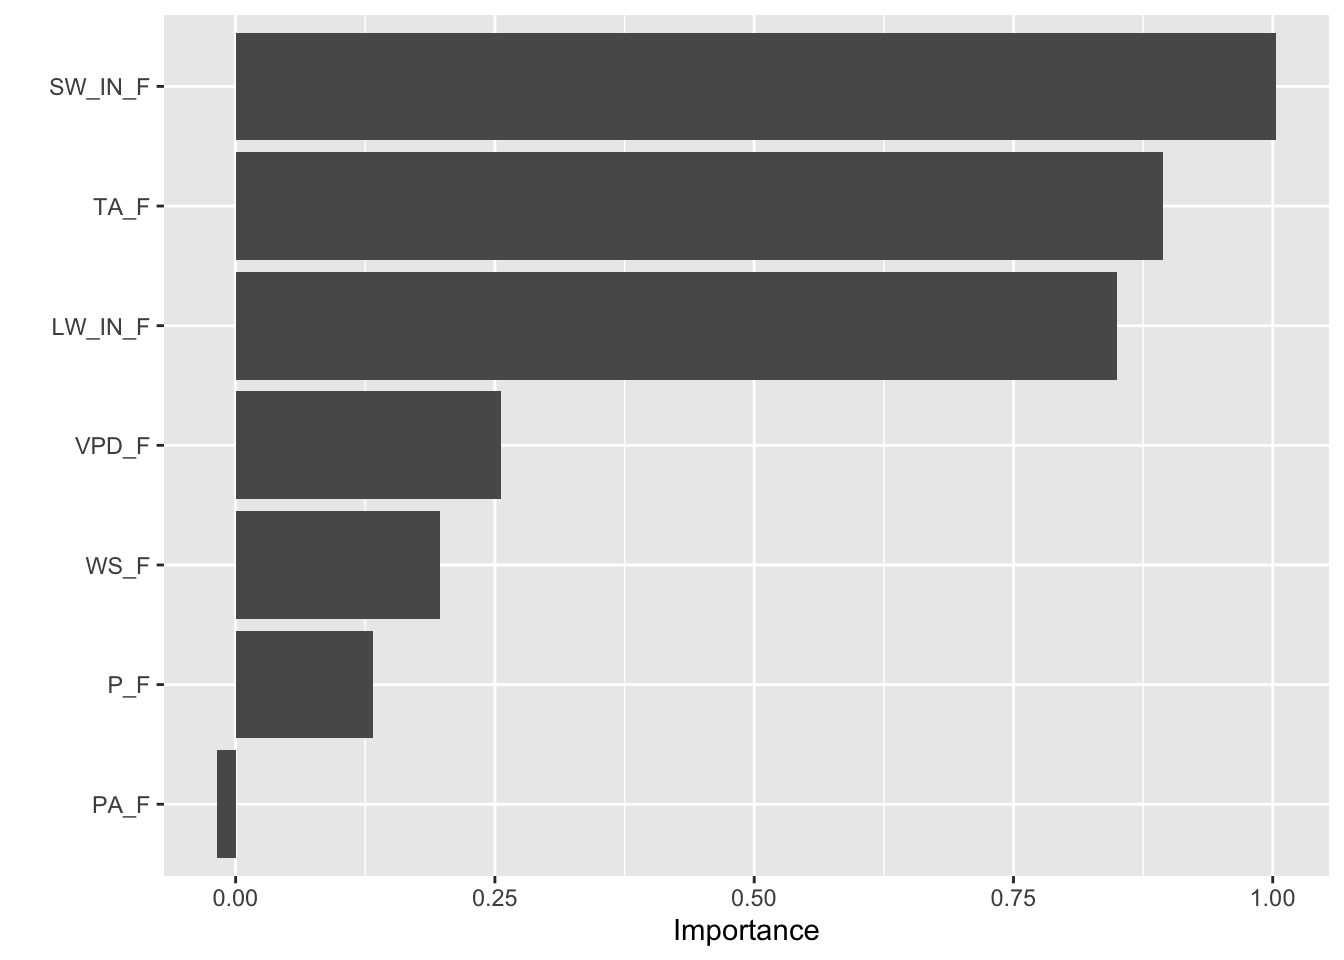 SW_IN_F
TA_F
LW_IN_F
VPD_F
WS_F
P_F
PA_F
0.00 0.25 0.50 0.75 1.00
Importance